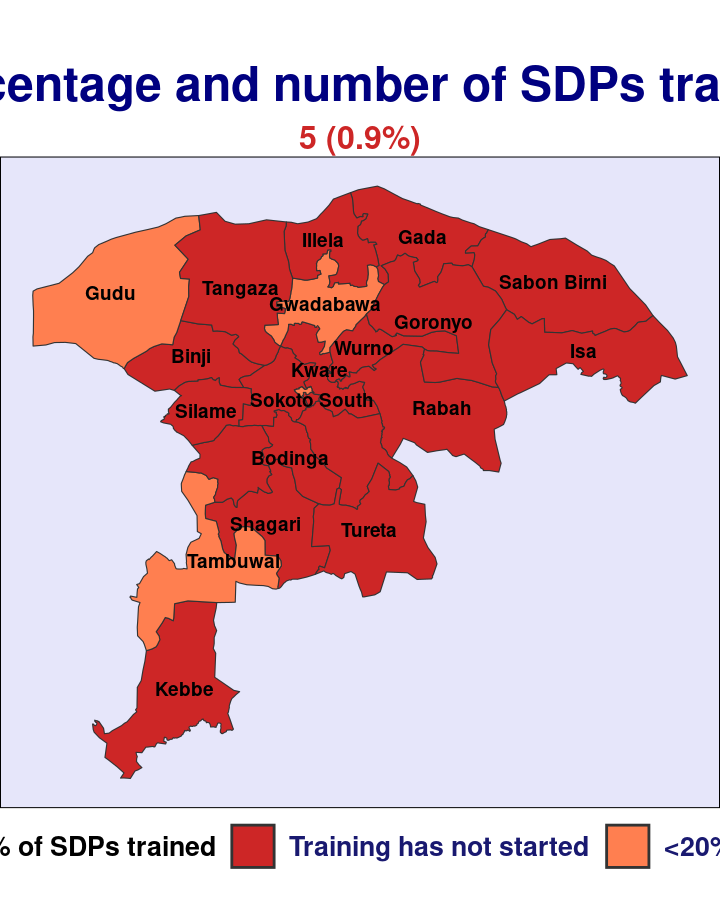 centage and number of SDPs tra
5 (0.9%)
Illela
Gada
Gudu
Tangaza
Sabon Birni
Gwadabawa
Goronyo
Wurno
Isa
Binji
Kware
Silame
Sokoto South
Rabah
Bodinga
Shagari
Tureta
Tambuwal
Kebbe
% of SDPs trained Training has not started <20%